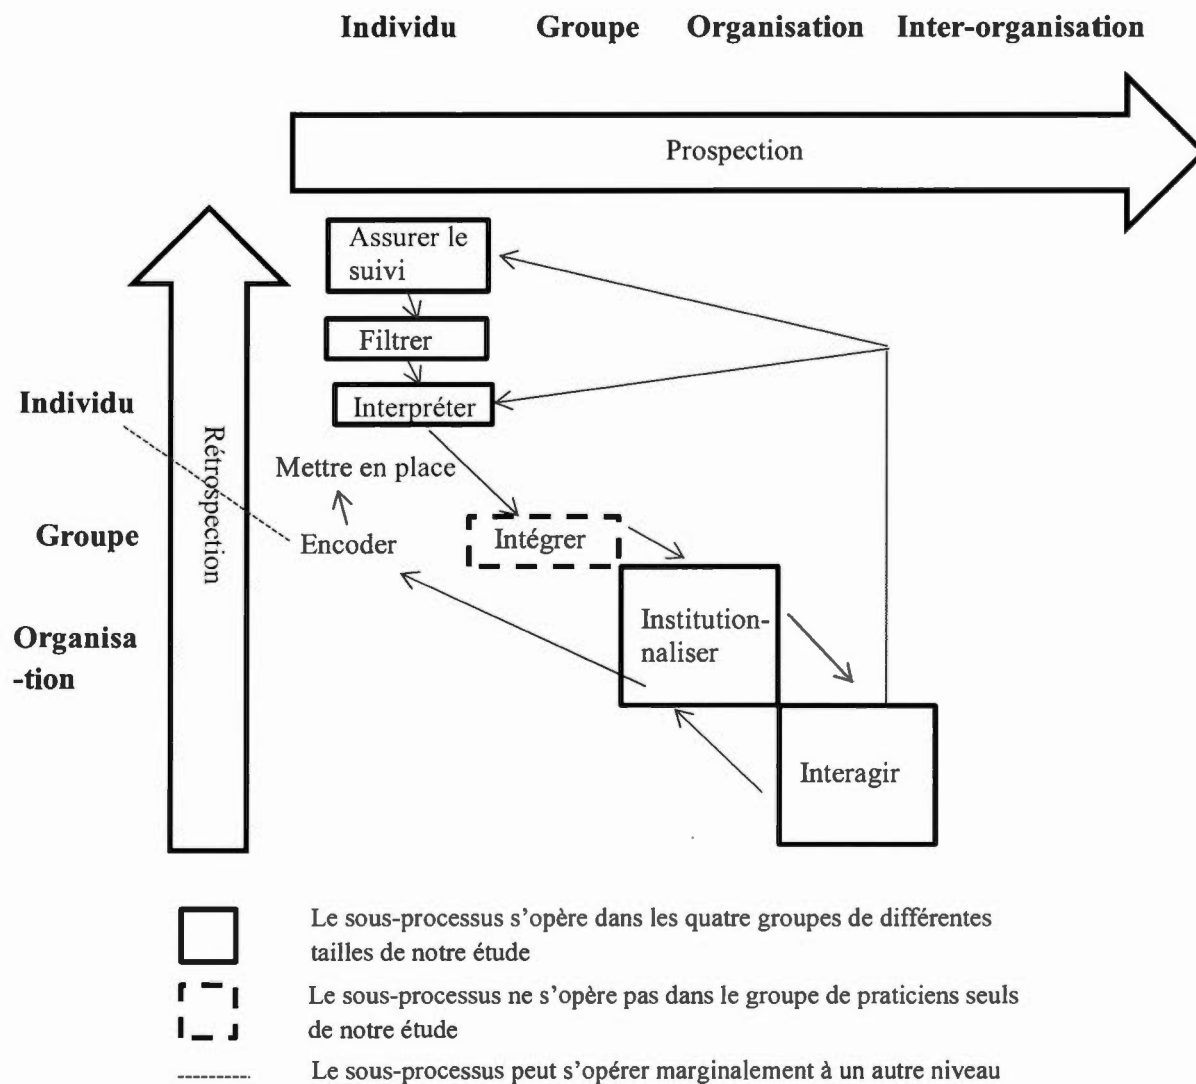 Individu Groupe Organisation Inter-organisation
Prospection
Assurer le
suivi
Filtrer
Interpréter
Individu
Rétrospection
Mettre en place
Groupe
Encoder
Intégrer
Organisa
-tion
Institution-
naliser
Interagir
Le sous-processus s'opère dans les quatre groupes de différentes
tailles de notre étude
Le sous-processus ne s'opère pas dans le groupe de praticiens seuls
de notre étude
Le sous-processus peut s'opérer marginalement à un autre niveau